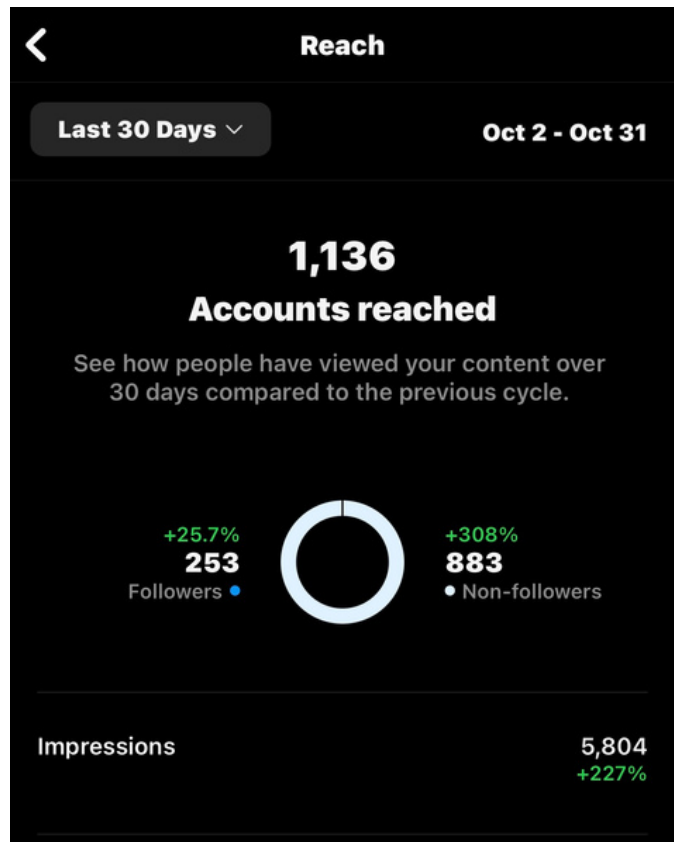 Reach
Last 30 Days
Oct 2 - Oct 31
1,136
Accounts reached
See how people have viewed your content over
30 days compared to the previous cycle.
+25.7%
253
Followers
+308%
883
Non-followers
Impressions
5,804
+227%